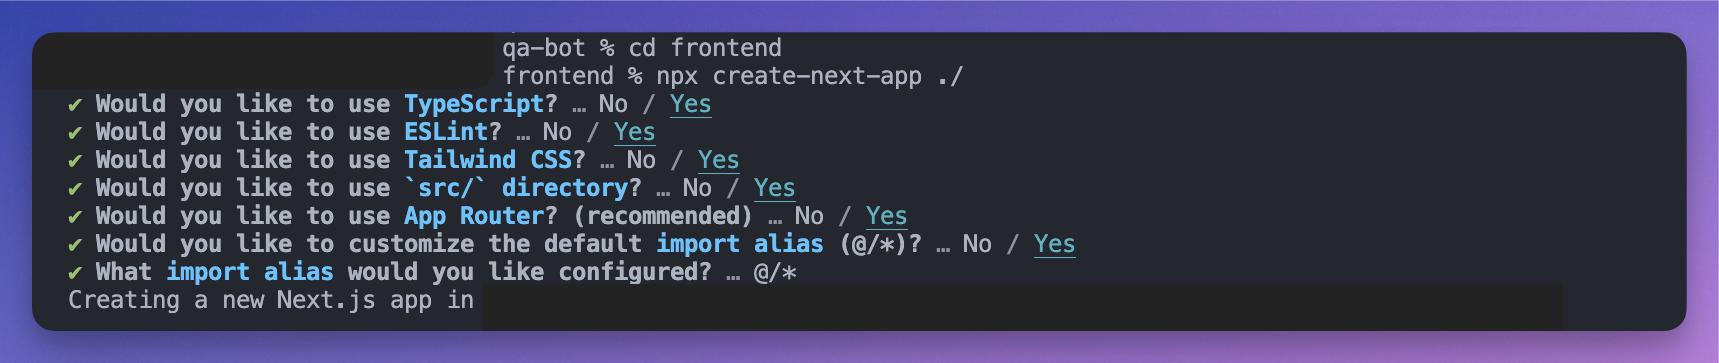 qa-bot % cd frontend
frontend % npx create-next-app ./
✔ Would you like to use TypeScript? … No / Yes
✔ Would you like to use ESLint? … No / Yes
✔ Would you like to use Tailwind CSS? … No / Yes
✔ Would you like to use `src/` directory? … No / Yes
✔ Would you like to use App Router? (recommended) … No / Yes
✔ Would you like to customize the default import alias (@/*)? … No / Yes
✔ What import alias would you like configured? … @/*
Creating a new Next.js app in